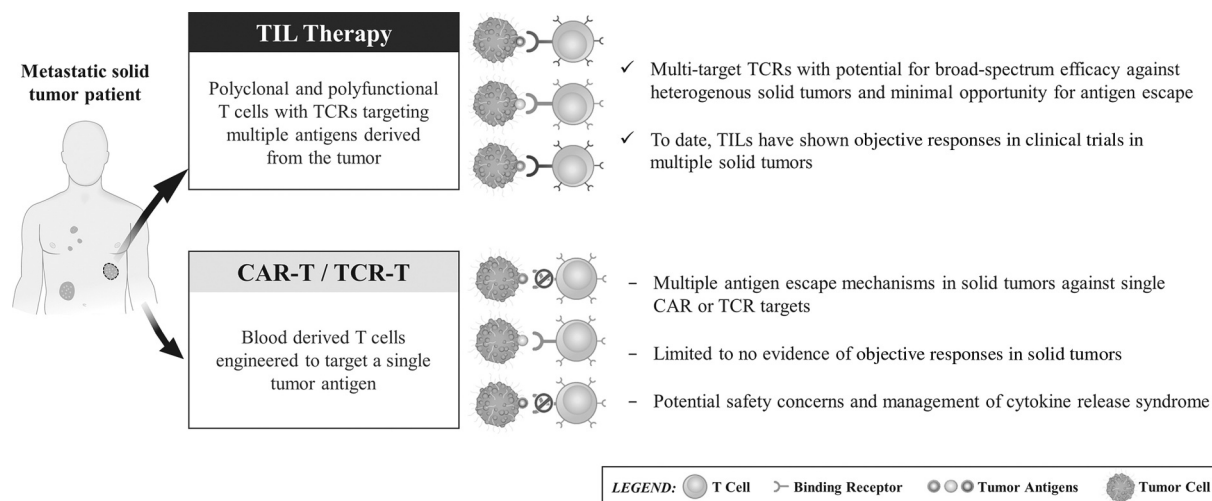 Metastatic solid
tumor patient
TIL Therapy
Polyclonal and polyfunctional
T cells with TCRs targeting
multiple antigens derived
from the tumor
✓ Multi-target TCRs with potential for broad-spectrum efficacy against
heterogenous solid tumors and minimal opportunity for antigen escape
✓ To date, TILs have shown objective responses in clinical trials in
multiple solid tumors
CAR-T / TCR-T
Blood derived T cells
engineered to target a single
tumor antigen
– Multiple antigen escape mechanisms in solid tumors against single
CAR or TCR targets
– Limited to no evidence of objective responses in solid tumors
– Potential safety concerns and management of cytokine release syndrome
LEGEND: T Cell Binding Receptor Tumor Antigens Tumor Cell